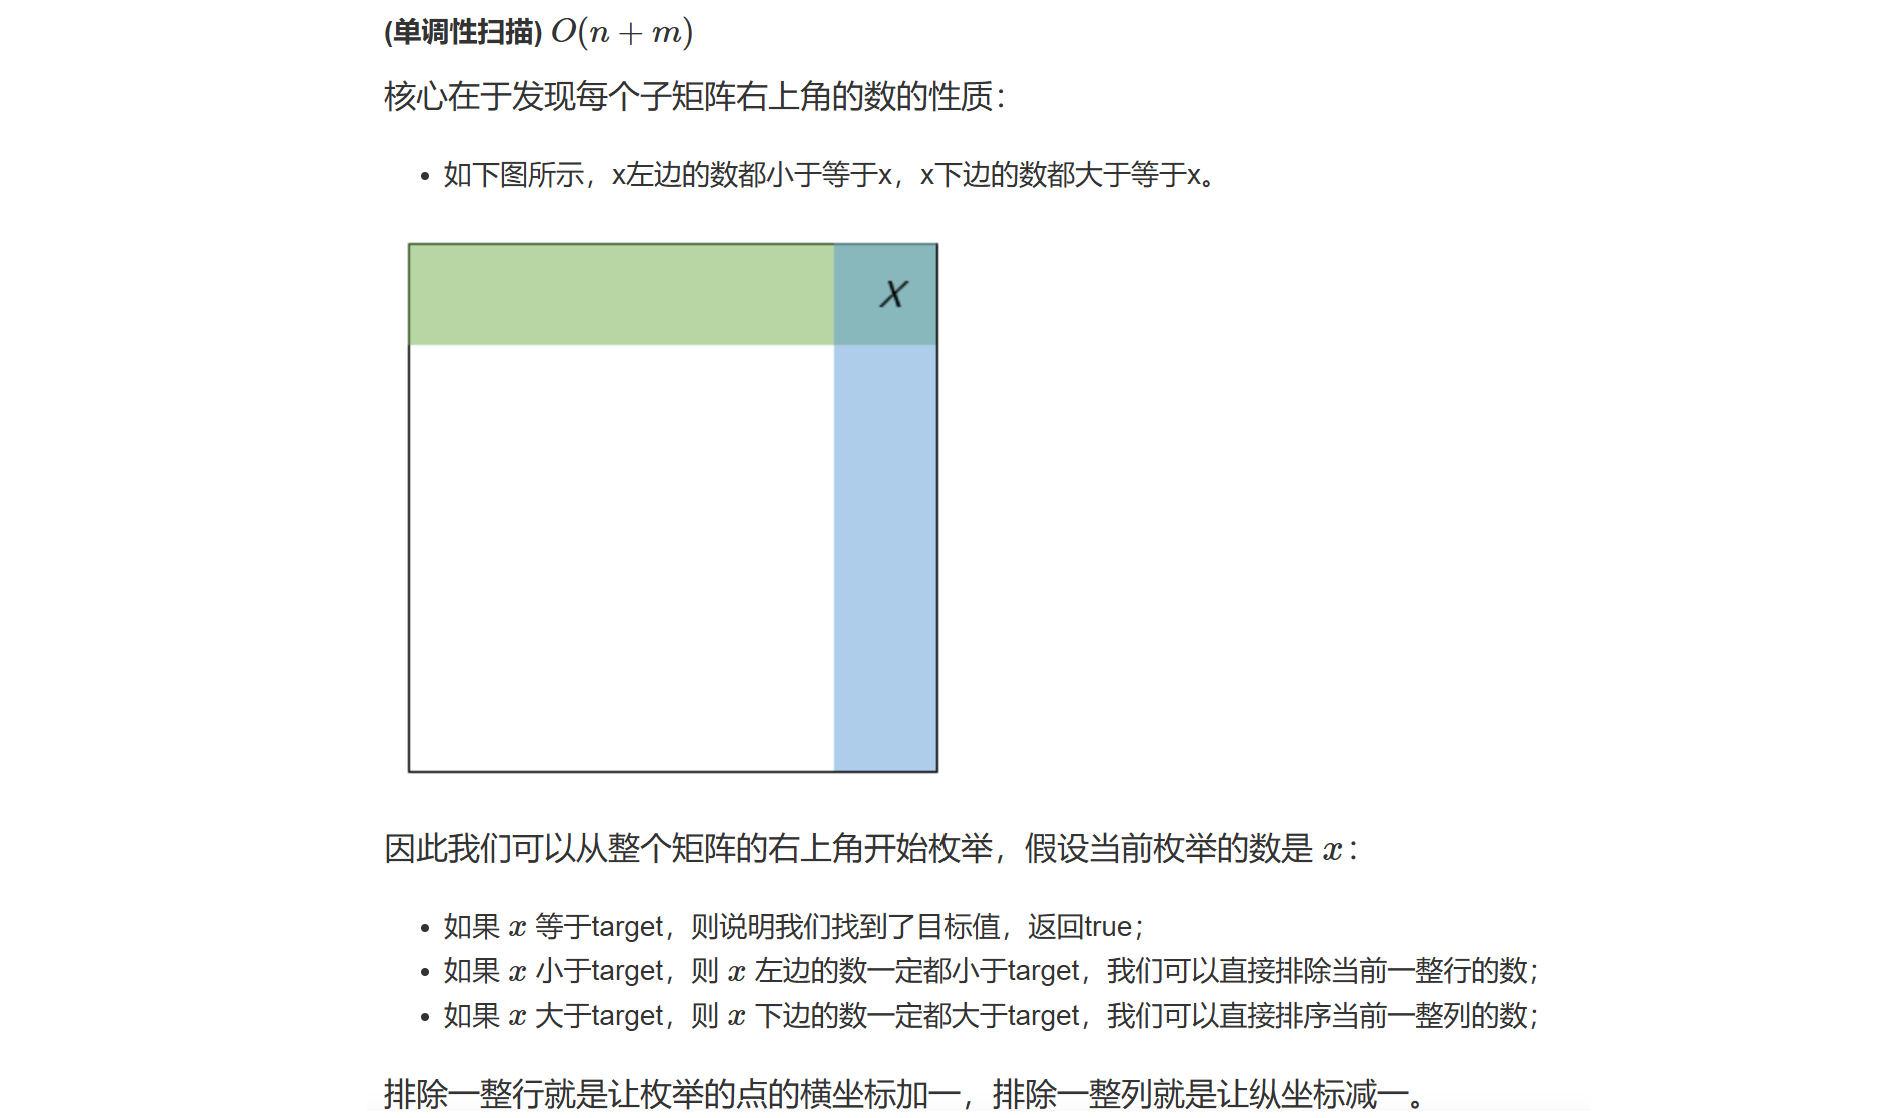 (单调性扫描) O(n + m)
核心在于发现每个子矩阵右上角的数的性质：
• 如下图所示，x左边的数都小于等于x，x下边的数都大于等于x。
X
因此我们可以从整个矩阵的右上角开始枚举，假设当前枚举的数是 x：
• 如果 x 等于target，则说明我们找到了目标值，返回true；
• 如果 x 小于target，则 x 左边的数一定都小于target，我们可以直接排除当前一整行的数；
• 如果 x 大于target，则 x 下边的数一定都大于target，我们可以直接排序当前一整列的数；
排除一整行就是让枚举的点的横坐标加一，排除一整列就是让纵坐标减一。